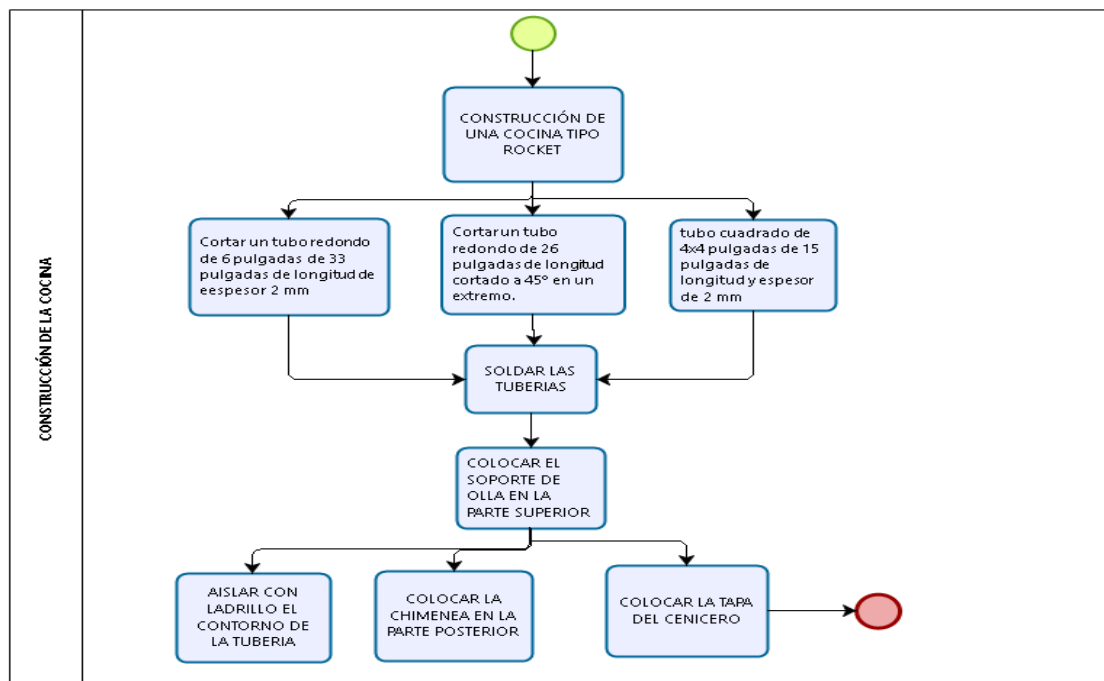 CONSTRUCCIÓN DE LA COCINA
CONSTRUCCIÓN DE
UNA COCINA TIPO
ROCKET
Cortar un tubo redondo
de 6 pulgadas de 33
pulgadas de longitud de
eespesor 2 mm
Cortar un tubo
redondo de 26
pulgadas de longitud
cortado a 45° en un
extremo.
tubo cuadrado de
4x4 pulgadas de 15
pulgadas de
longitud y espesor
de 2 mm
SOLDAR LAS
TUBERIAS
COLOCAR EL
SOPORTE DE
OLLA EN LA
PARTE SUPERIOR
AISLAR CON
LADRILLO EL
CONTORNO DE
LA TUBERIA
COLOCAR LA
CHIMENEA EN LA
PARTE POSTERIOR
COLOCAR LA TAPA
DEL CENICERO